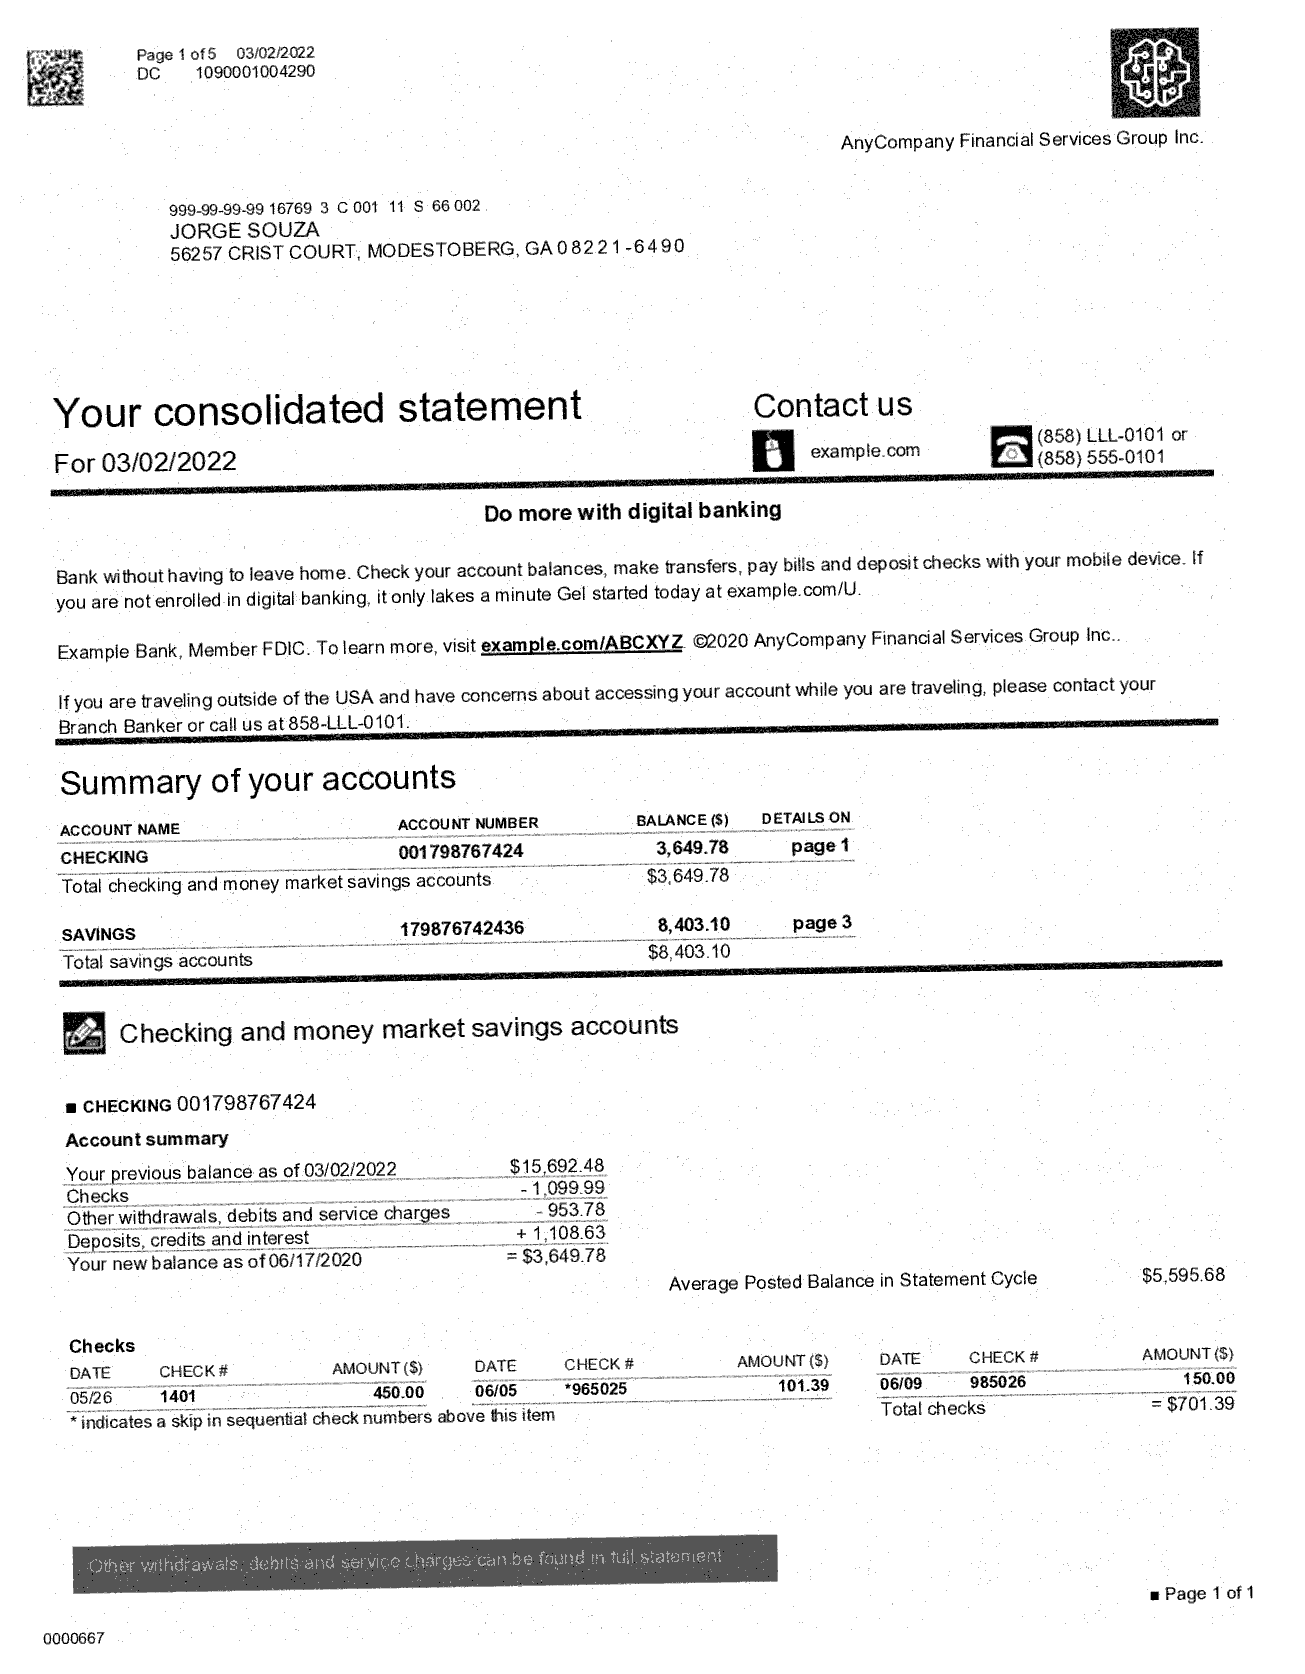 Page 1 of 5 03/02/2022
DC 1090001004290
AnyCompany Financial Services Group Inc.
999-99-99-99 16769 3 C 001 11 S 66 002
JORGE SOUZA
56257 CRIST COURT, MODESTOBERG, GA 08221-6490
Your consolidated statement
For 03/02/2022
Contact us
example.com
(858) LLL-0101 or
(858) 555-0101
Do more with digital banking
Bank without having to leave home. Check your account balances, make transfers, pay bills and deposit checks with your mobile device. If
you are not enrolled in digital banking, it only lakes a minute Gel started today at example.com/U.
Example Bank, Member FDIC. To learn more, visit example.com/ABCXYZ ©2020 AnyCompany Financial Services Group Inc..
If you are traveling outside of the USA and have concerns about accessing your account while you are traveling, please contact your
Branch Banker or call us at 858-LLL-0101.
Summary of your accounts
ACCOUNT NAME ACCOUNT NUMBER BALANCE ($) DETAILS ON
CHECKING 001798767424 3,649.78 page 1
Total checking and money market savings accounts $3,649.78
SAVINGS 179876742436 8,403.10 page 3
Total savings accounts $8,403.10
Checking and money market savings accounts
■ CHECKING 001798767424
Account summary
Your previous balance as of 03/02/2022 $15,692.48
Checks - 1,099.99
Other withdrawals, debits and service charges - 953.78
Deposits, credits and interest + 1,108.63
Your new balance as of 06/17/2020 = $3,649.78
Average Posted Balance in Statement Cycle $5,595.68
Checks
DATE CHECK # AMOUNT ($) DATE CHECK # AMOUNT ($) DATE CHECK # AMOUNT ($)
05/26 1401 450.00 06/05 *965025 101.39 06/09 985026 150.00
* indicates a skip in sequential check numbers above this item Total checks = $701.39
Other withdrawals, debits and service charges can be found in full statement
■ Page 1 of 1
0000667